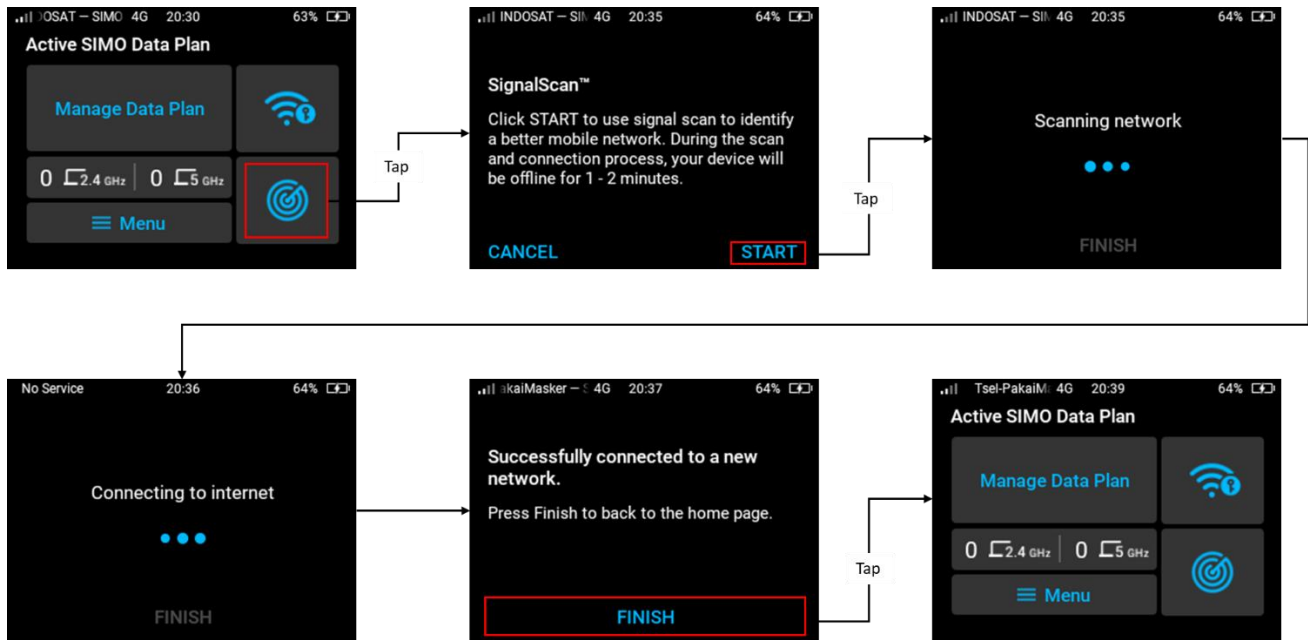 OSAT – SIMO 4G 20:30 63%
Active SIMO Data Plan
Manage Data Plan
0 2.4 GHz 0 5 GHz
Menu
Tap
INDOSAT – SIM 4G 20:35 64%
SignalScan™
Click START to use signal scan to identify
a better mobile network. During the scan
and connection process, your device will
be offline for 1 - 2 minutes.
CANCEL START
Tap
INDOSAT – SIM 4G 20:35 64%
Scanning network
FINISH
No Service 20:36 64%
Connecting to internet
FINISH
akaiMasker – S 4G 20:37 64%
Successfully connected to a new
network.
Press Finish to back to the home page.
FINISH
Tap
Tsel-PakaiM 4G 20:39 64%
Active SIMO Data Plan
Manage Data Plan
0 2.4 GHz 0 5 GHz
Menu